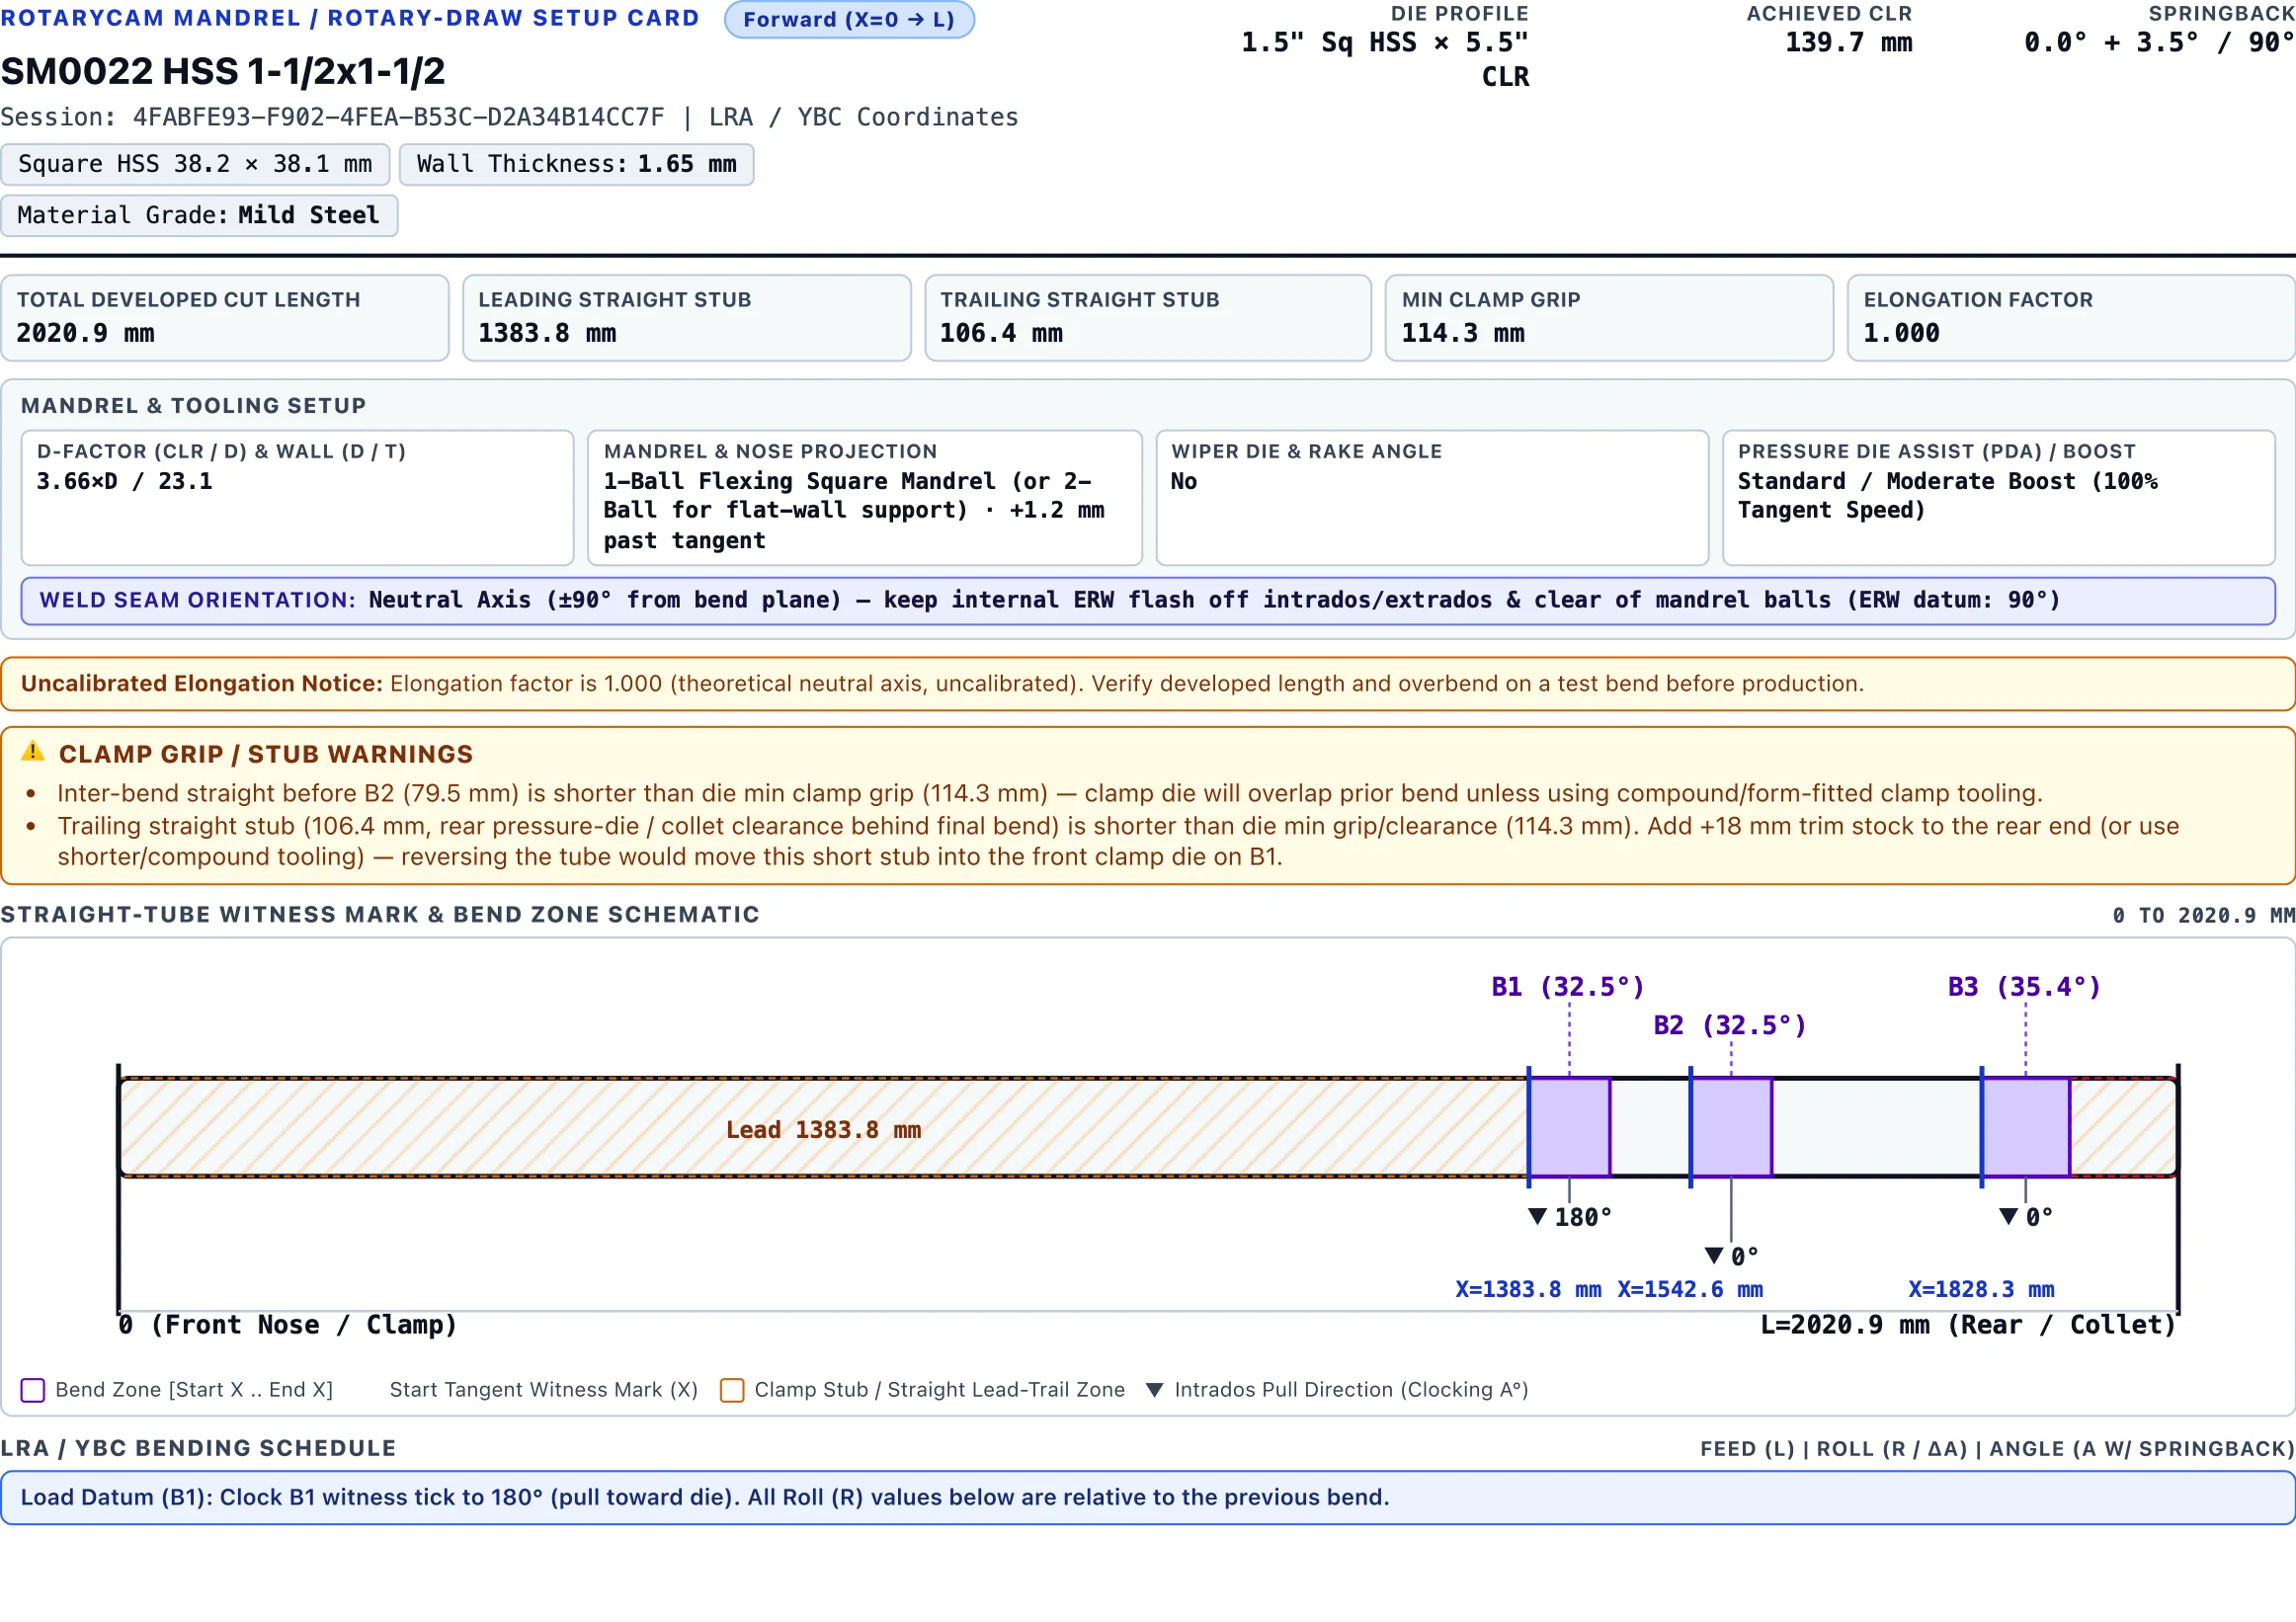 ROTARYCAM MANDREL / ROTARY-DRAW SETUP CARD
Forward (X=0 → L)
SM0022 HSS 1-1/2x1-1/2
Session: 4FABFE93-F902-4FEA-B53C-D2A34B14CC7F | LRA / YBC Coordinates
Square HSS 38.2 × 38.1 mm
Wall Thickness: 1.65 mm
Material Grade: Mild Steel
DIE PROFILE
1.5" Sq HSS × 5.5"
CLR
ACHIEVED CLR
139.7 mm
SPRINGBACK
0.0° + 3.5° / 90°
TOTAL DEVELOPED CUT LENGTH
2020.9 mm
LEADING STRAIGHT STUB
1383.8 mm
TRAILING STRAIGHT STUB
106.4 mm
MIN CLAMP GRIP
114.3 mm
ELONGATION FACTOR
1.000
MANDREL & TOOLING SETUP
D-FACTOR (CLR / D) & WALL (D / T)
3.66×D / 23.1
MANDREL & NOSE PROJECTION
1-Ball Flexing Square Mandrel (or 2-
Ball for flat-wall support) · +1.2 mm
past tangent
WIPER DIE & RAKE ANGLE
No
PRESSURE DIE ASSIST (PDA) / BOOST
Standard / Moderate Boost (100%
Tangent Speed)
WELD SEAM ORIENTATION: Neutral Axis (±90° from bend plane) — keep internal ERW flash off intrados/extrados & clear of mandrel balls (ERW datum: 90°)
Uncalibrated Elongation Notice: Elongation factor is 1.000 (theoretical neutral axis, uncalibrated). Verify developed length and overbend on a test bend before production.
⚠ CLAMP GRIP / STUB WARNINGS
• Inter-bend straight before B2 (79.5 mm) is shorter than die min clamp grip (114.3 mm) — clamp die will overlap prior bend unless using compound/form-fitted clamp tooling.
• Trailing straight stub (106.4 mm, rear pressure-die / collet clearance behind final bend) is shorter than die min grip/clearance (114.3 mm). Add +18 mm trim stock to the rear end (or use
shorter/compound tooling) — reversing the tube would move this short stub into the front clamp die on B1.
STRAIGHT-TUBE WITNESS MARK & BEND ZONE SCHEMATIC
0 TO 2020.9 MM
B1 (32.5°)
B3 (35.4°)
B2 (32.5°)
Lead 1383.8 mm
▼ 180°
▼ 0°
▼ 0°
X=1383.8 mm
X=1542.6 mm
X=1828.3 mm
0 (Front Nose / Clamp)
L=2020.9 mm (Rear / Collet)
Bend Zone [Start X .. End X]
Start Tangent Witness Mark (X)
Clamp Stub / Straight Lead-Trail Zone
▼ Intrados Pull Direction (Clocking A°)
LRA / YBC BENDING SCHEDULE
FEED (L) | ROLL (R / ΔA) | ANGLE (A W/ SPRINGBACK)
Load Datum (B1): Clock B1 witness tick to 180° (pull toward die). All Roll (R) values below are relative to the previous bend.